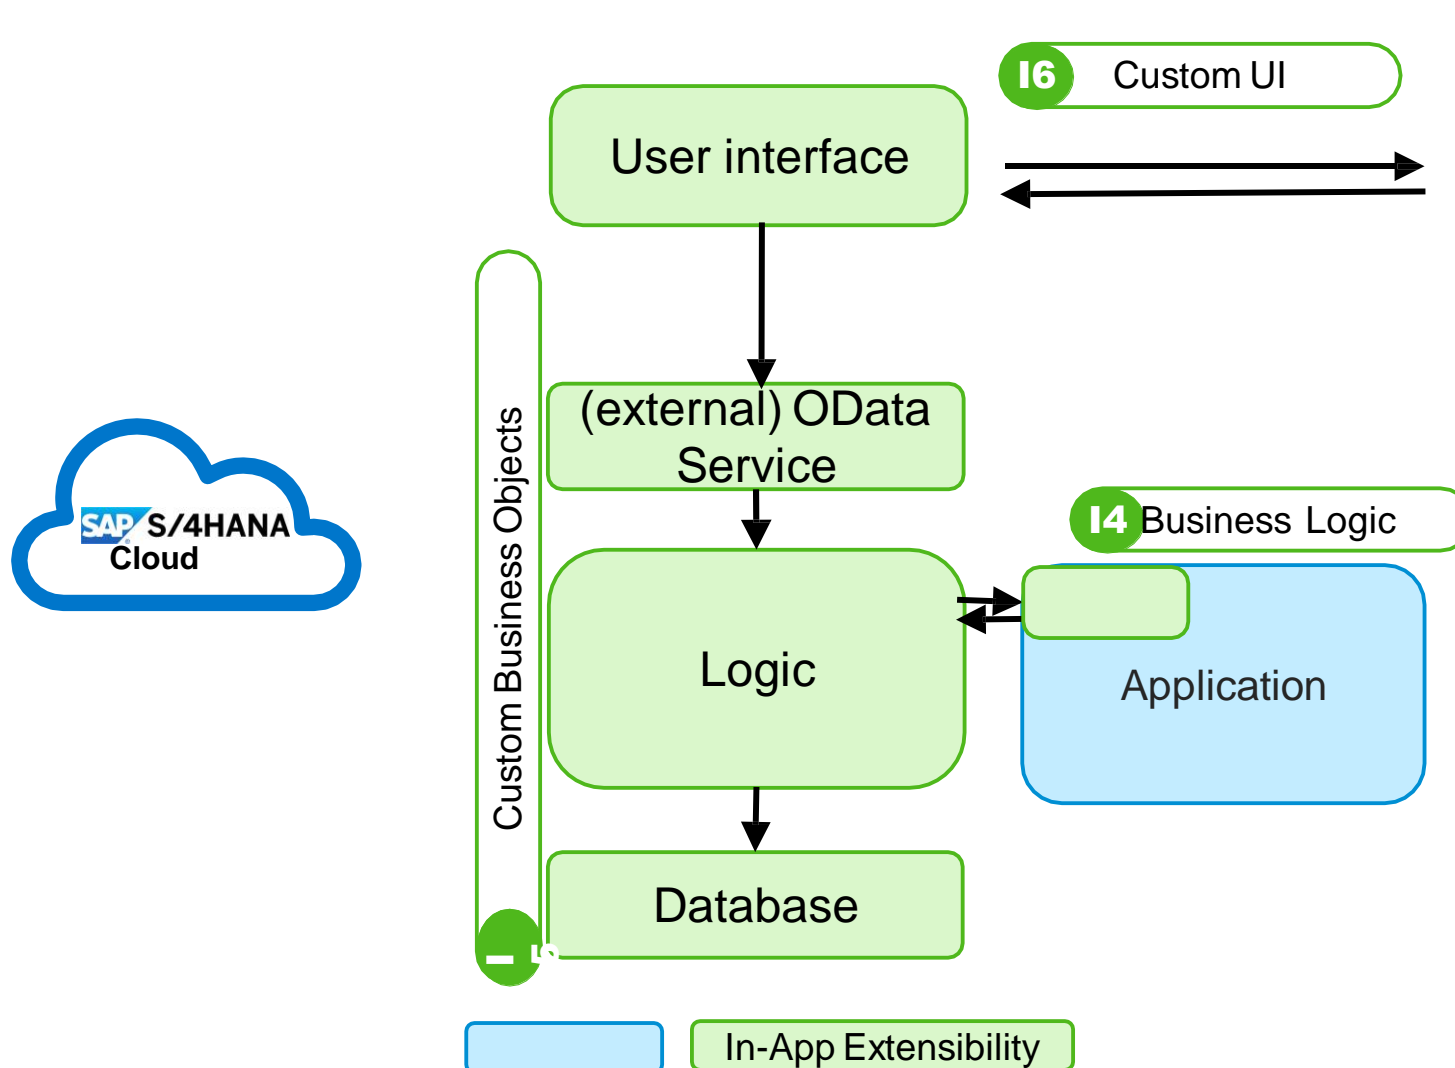 I6 Custom UI
User interface
(external) OData
Service
Custom Business Objects
I5
SAP S/4HANA
Cloud
I4 Business Logic
Logic
Application
Database
In-App Extensibility